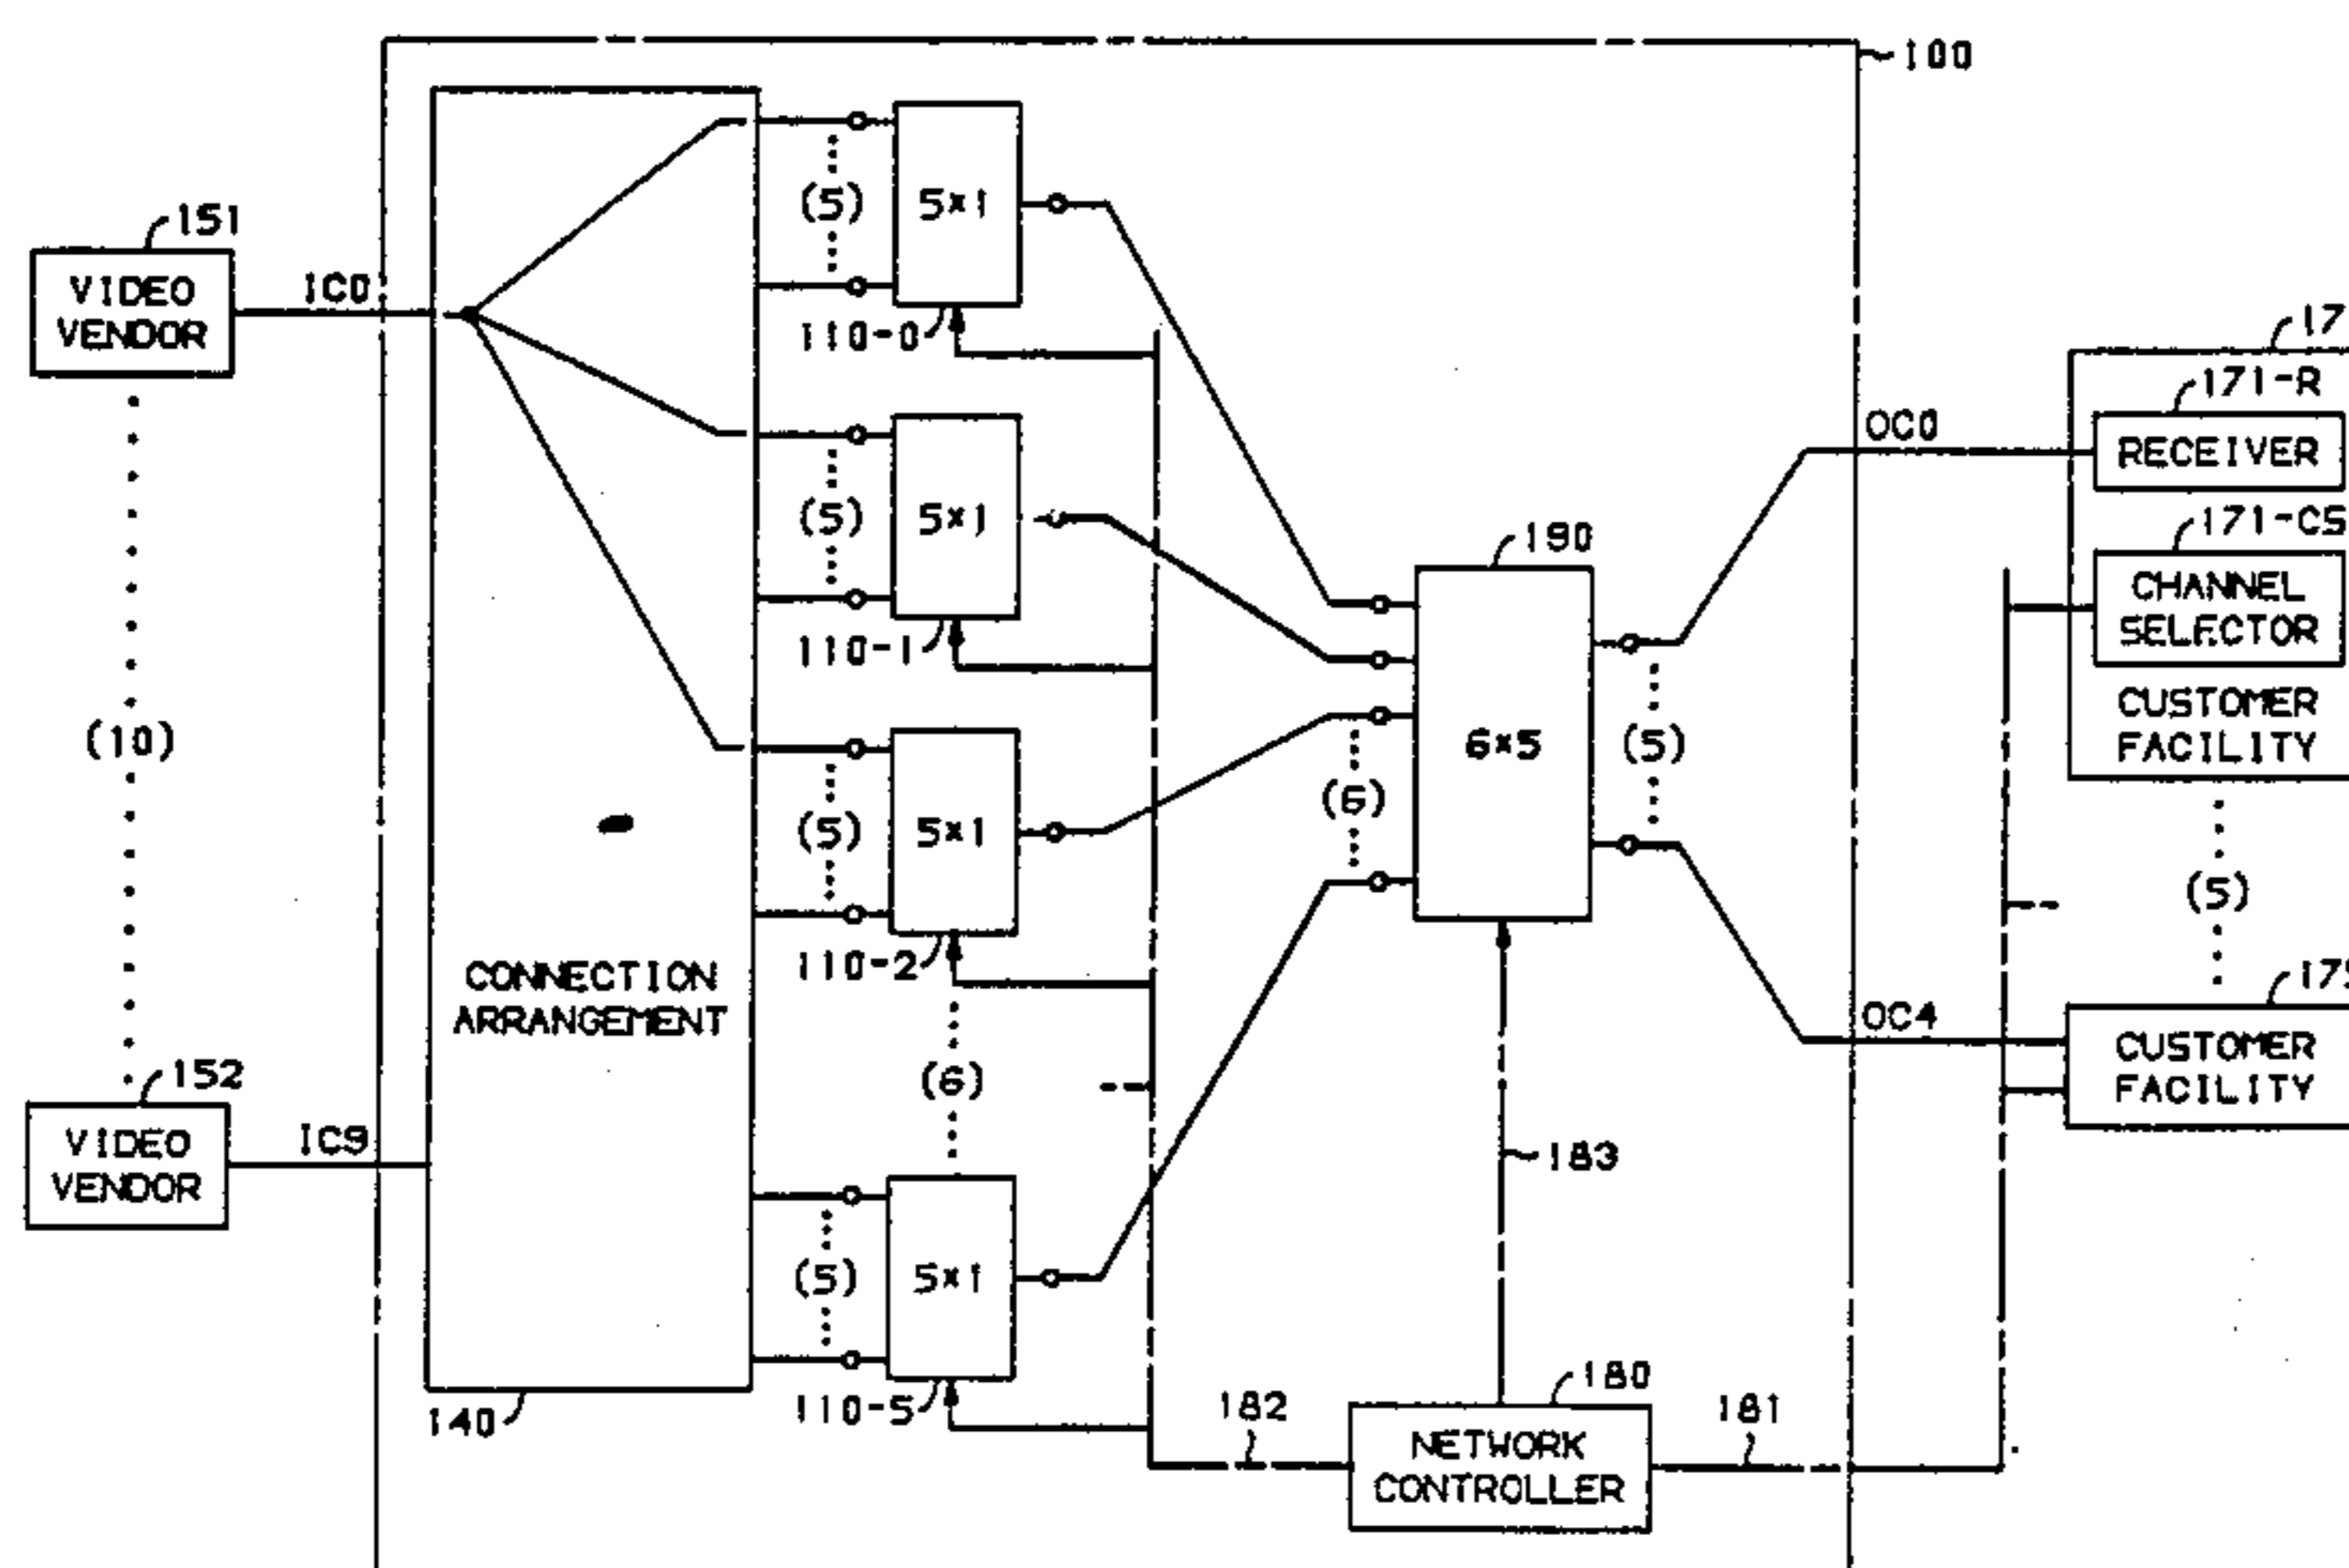 100
151
VIDEO
VENDOR
IC0
(10)
152
VIDEO
VENDOR
IC9
CONNECTION
ARRANGEMENT
140
(5)
5×1
110-0
(5)
5×1
110-1
(5)
5×1
110-2
(6)
(5)
5×1
110-5
190
6×5
(6)
(5)
183
180
NETWORK
CONTROLLER
182
181
OC0
OC4
17
171-R
RECEIVER
171-CS
CHANNEL
SELECTOR
CUSTOMER
FACILITY
(5)
175
CUSTOMER
FACILITY